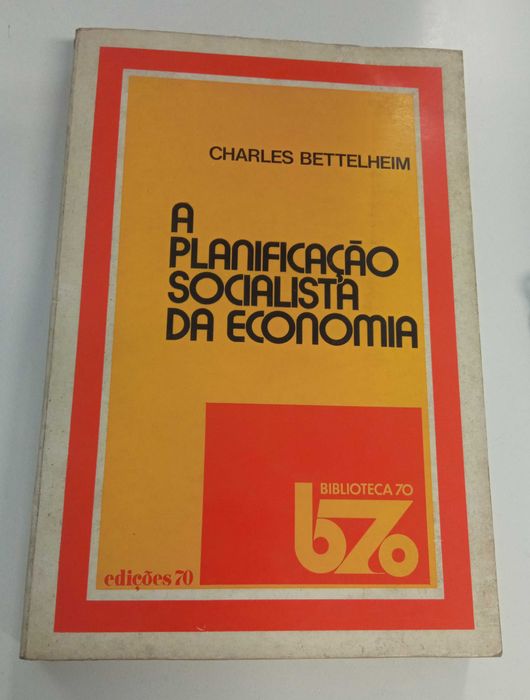 CHARLES BETTELHEIM
A
PLANIFICAÇÃO
SOCIALISTA
DA ECONOMIA
BIBLIOTECA 70
b70
edições 70